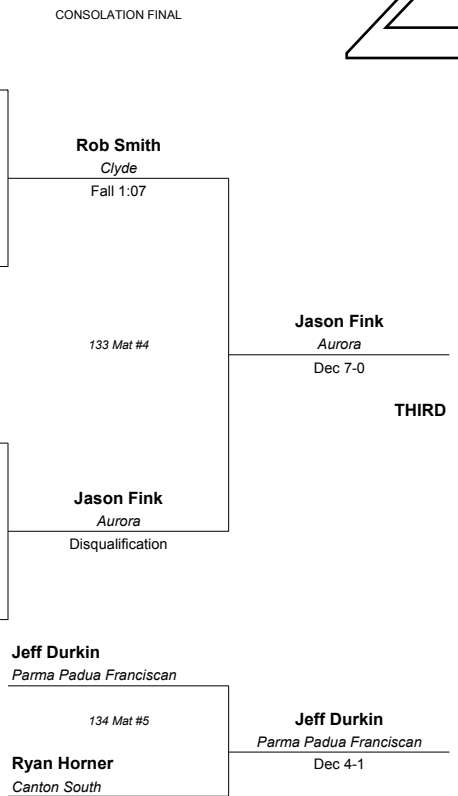 CONSOLATION FINAL
Rob Smith
Clyde
Fall 1:07
133 Mat #4
Jason Fink
Aurora
Dec 7-0
THIRD
Jason Fink
Aurora
Disqualification
Jeff Durkin
Parma Padua Franciscan
134 Mat #5
Jeff Durkin
Parma Padua Franciscan
Dec 4-1
Ryan Horner
Canton South